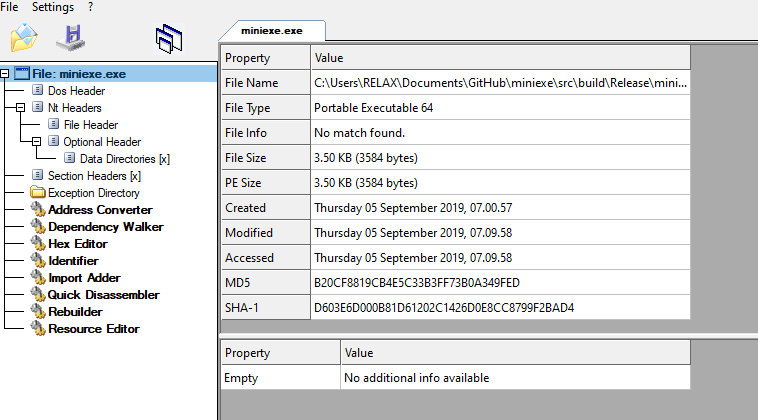 File Settings ?
miniexe.exe
File: miniexe.exe
Dos Header
Nt Headers
File Header
Optional Header
Data Directories [x]
Section Headers [x]
Exception Directory
Address Converter
Dependency Walker
Hex Editor
Identifier
Import Adder
Quick Disassembler
Rebuilder
Resource Editor
Property Value
File Name C:\Users\RELAX\Documents\GitHub\miniexe\src\build\Release\mini...
File Type Portable Executable 64
File Info No match found.
File Size 3.50 KB (3584 bytes)
PE Size 3.50 KB (3584 bytes)
Created Thursday 05 September 2019, 07.00.57
Modified Thursday 05 September 2019, 07.09.58
Accessed Thursday 05 September 2019, 07.09.58
MD5 B20CF8819CB4E5C33B3FF73B0A349FED
SHA-1 D603E6D000B81D61202C1426D0E8CC8799F2BAD4
Property Value
Empty No additional info available